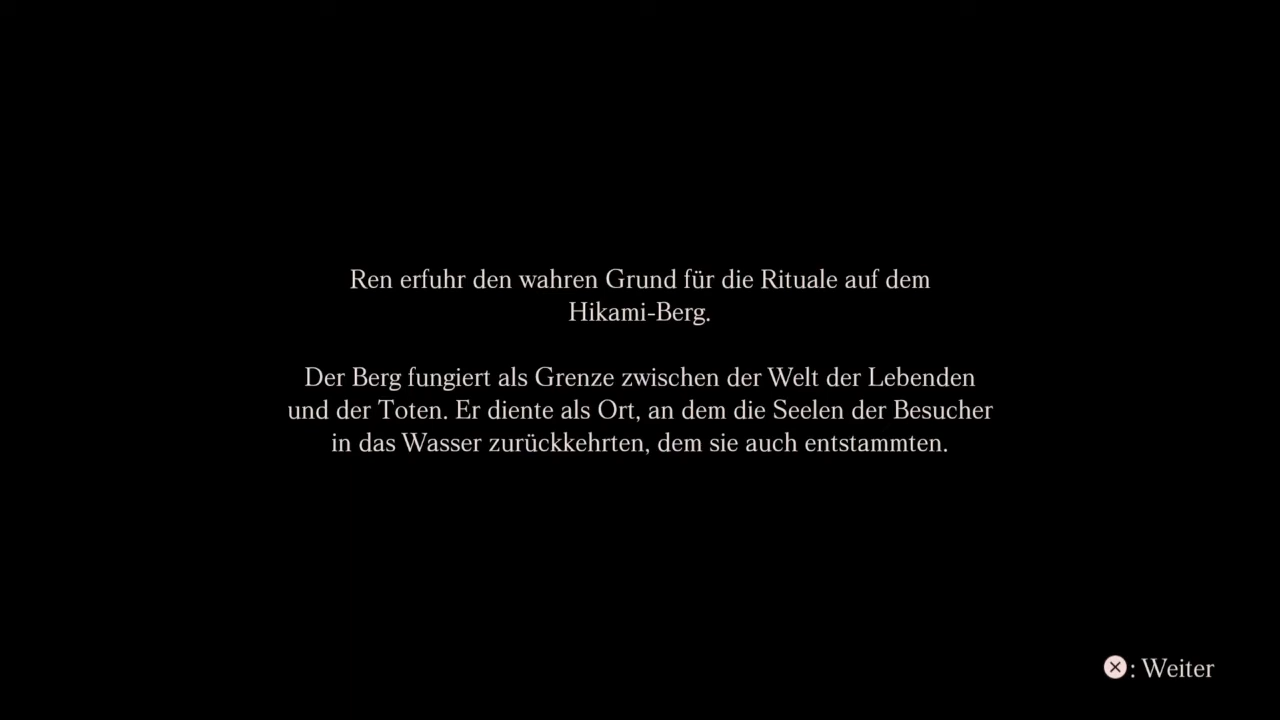 Ren erfuhr den wahren Grund für die Rituale auf dem
Hikami-Berg.
Der Berg fungiert als Grenze zwischen der Welt der Lebenden
und der Toten. Er diente als Ort, an dem die Seelen der Besucher
in das Wasser zurückkehrten, dem sie auch entstammten.
ⓧ: Weiter